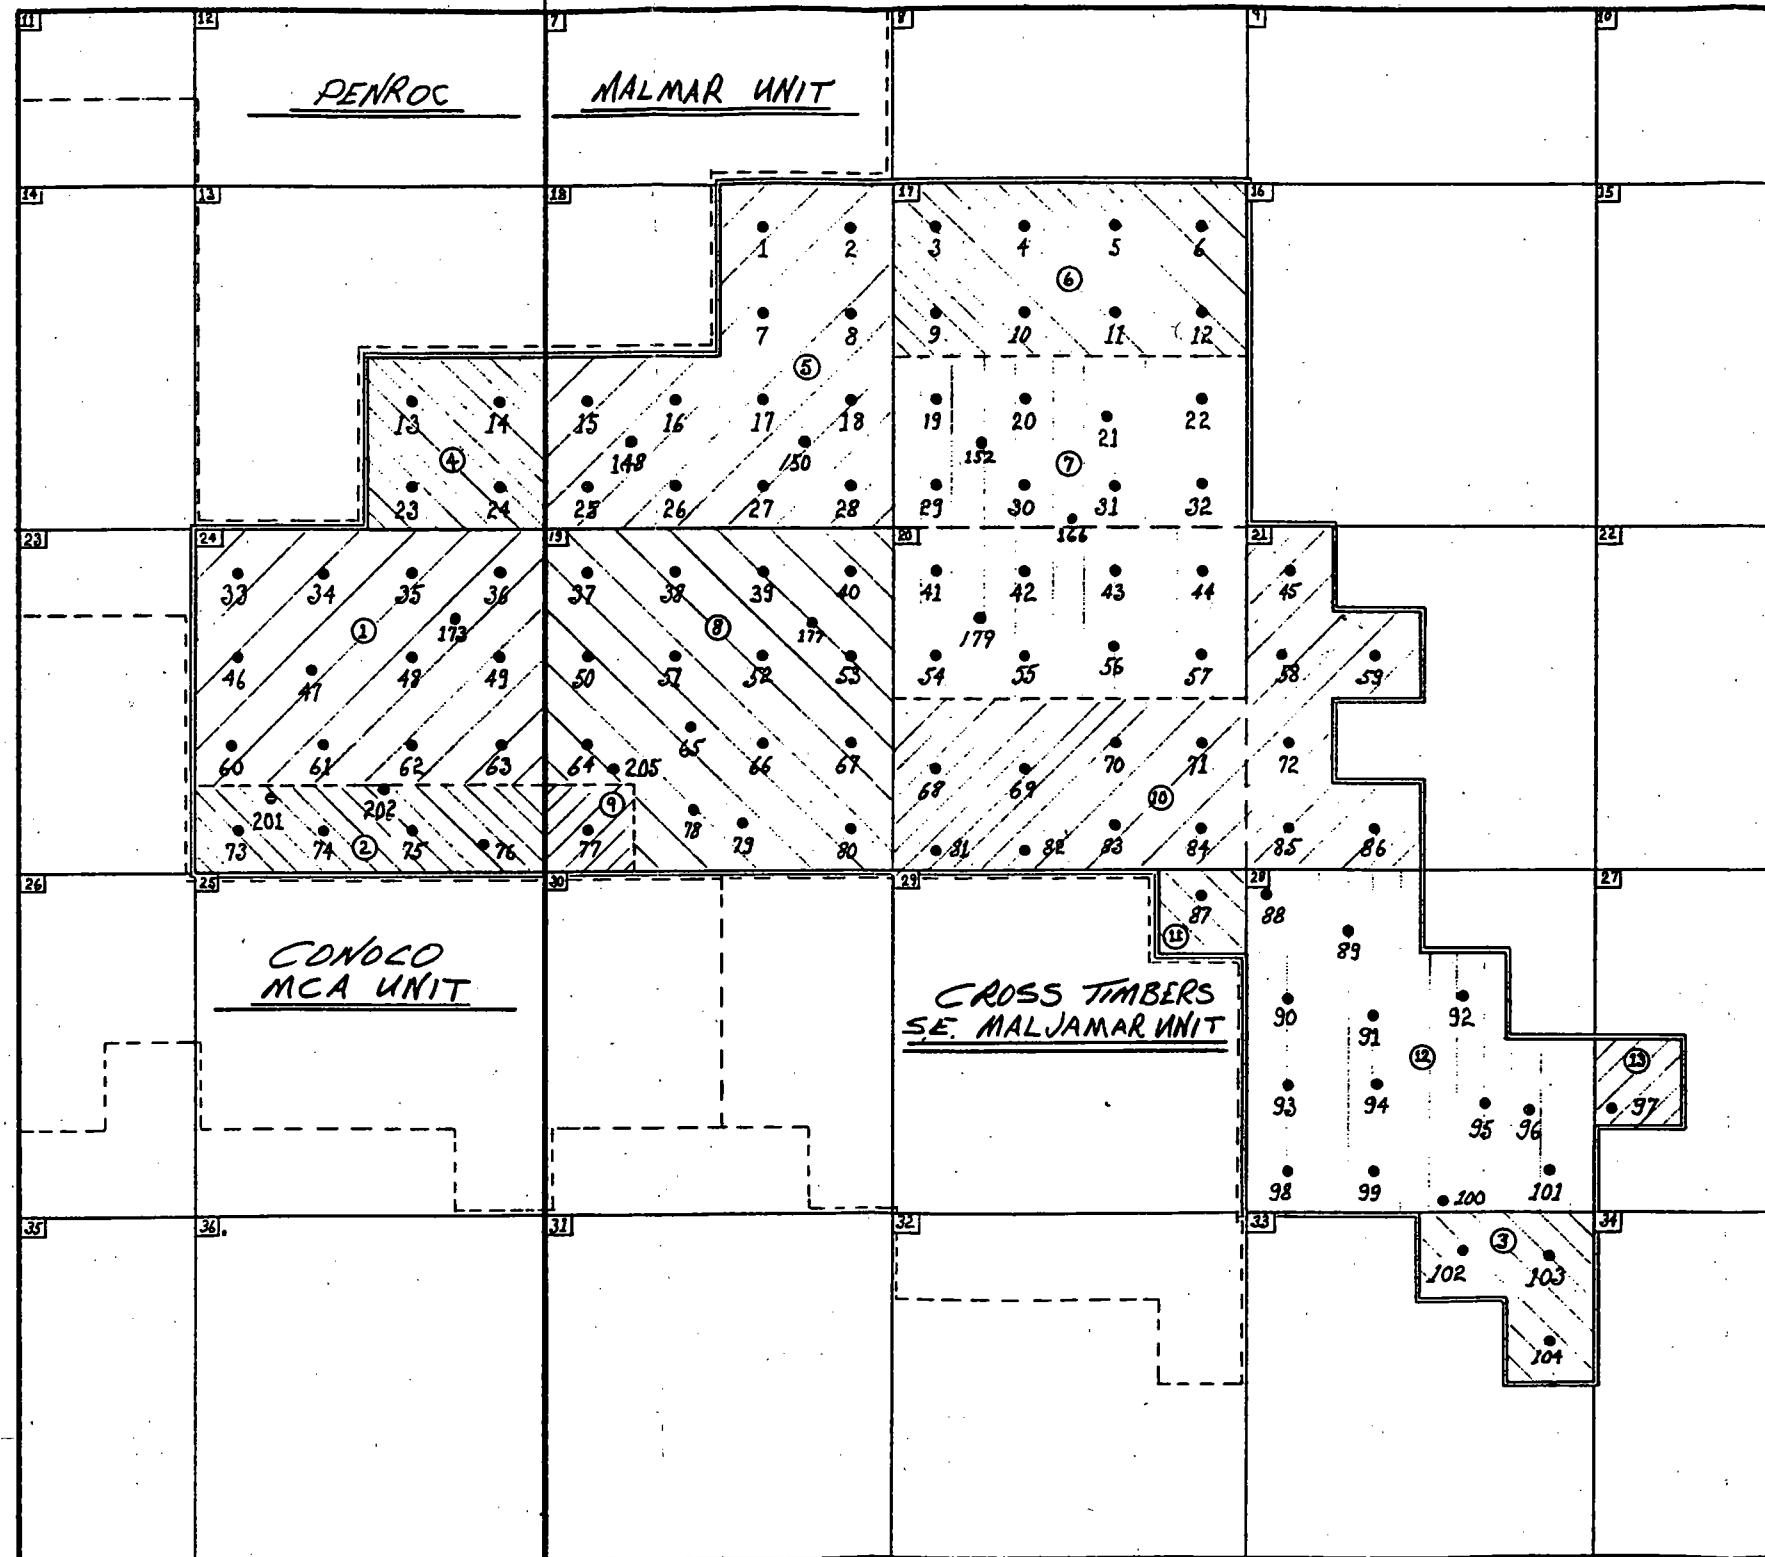 11 12 7 8 9 10
PENROC MALMAR UNIT
14 13 18 17 16 15
1 2 3 4 5 6
⑥
7 8 9 10 11 12
⑤
13 14 15 16 17 18 19 20 21 22
④ 148 150 152 ⑦
23 24 25 26 27 28 29 30 31 32
166
23 24 19 20 21 22
33 34 35 36 37 38 39 40 41 42 43 44 45
① 173 ⑧ 177 179
46 47 48 49 50 51 52 53 54 55 56 57 58 59
60 61 62 63 64 65 66 67 68 69 70 71 72
205
201 202 ⑨ ⑩
73 74 ② 75 76 77 78 79 80 81 82 83 84 85 86
26 25 30 29 28 27
87 88
⑪ 89
CONOCO
MCA UNIT
CROSS TIMBERS
S.E. MALJAMAR UNIT
90 91 92
⑫ ⑬
93 94 95 96 97
98 99 100 101
35 36 31 32 33 34
③
102 103
104